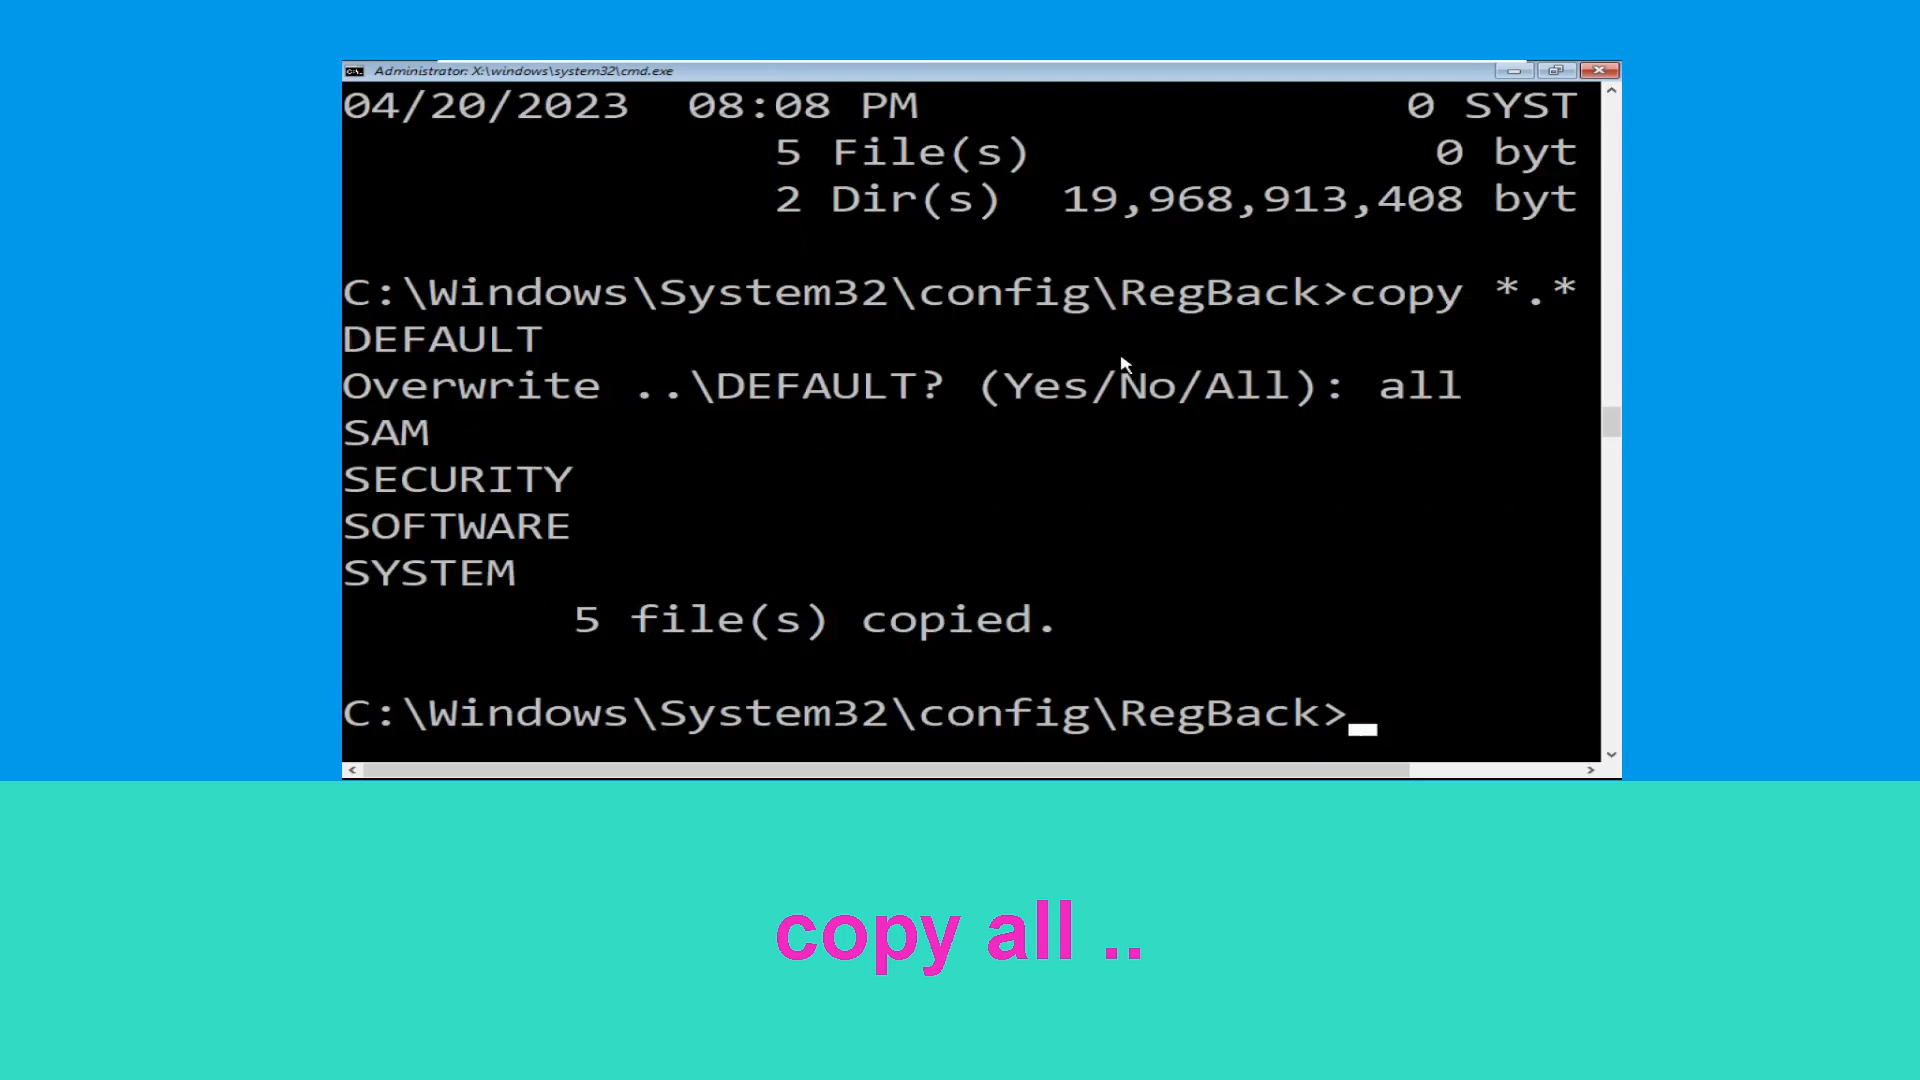 Administrator: X:\windows\system32\cmd.exe
04/20/2023  08:08 PM                 0 SYST
               5 File(s)              0 byt
               2 Dir(s)  19,968,913,408 byt
C:\Windows\System32\config\RegBack>copy *.*
DEFAULT
Overwrite ..\DEFAULT? (Yes/No/All): all
SAM
SECURITY
SOFTWARE
SYSTEM
        5 file(s) copied.
C:\Windows\System32\config\RegBack>
copy all ..